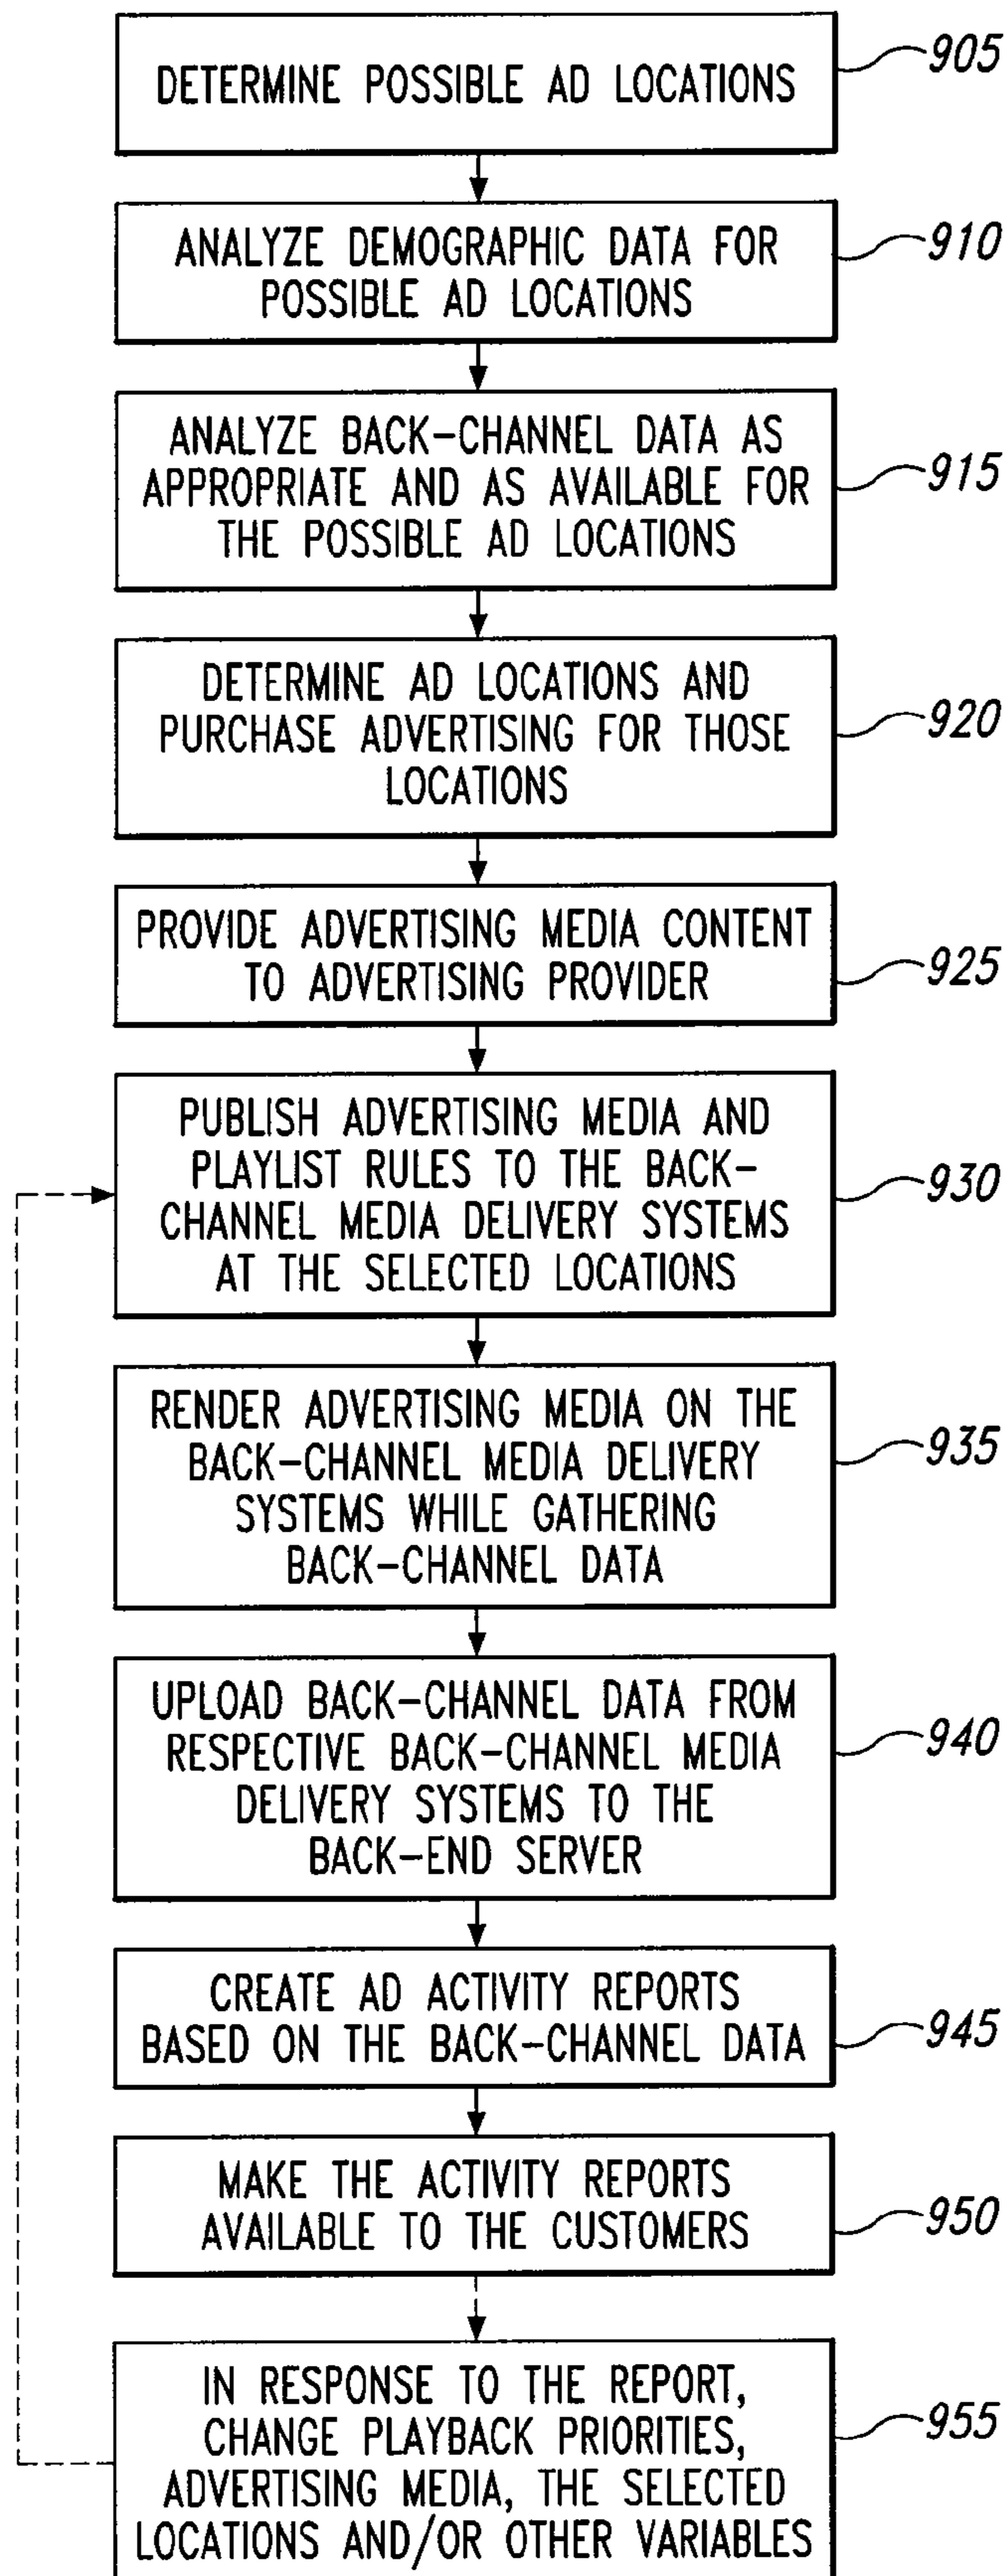 DETERMINE POSSIBLE AD LOCATIONS
905
ANALYZE DEMOGRAPHIC DATA FOR
POSSIBLE AD LOCATIONS
910
ANALYZE BACK-CHANNEL DATA AS
APPROPRIATE AND AS AVAILABLE FOR
THE POSSIBLE AD LOCATIONS
915
DETERMINE AD LOCATIONS AND
PURCHASE ADVERTISING FOR THOSE
LOCATIONS
920
PROVIDE ADVERTISING MEDIA CONTENT
TO ADVERTISING PROVIDER
925
PUBLISH ADVERTISING MEDIA AND
PLAYLIST RULES TO THE BACK-
CHANNEL MEDIA DELIVERY SYSTEMS
AT THE SELECTED LOCATIONS
930
RENDER ADVERTISING MEDIA ON THE
BACK-CHANNEL MEDIA DELIVERY
SYSTEMS WHILE GATHERING
BACK-CHANNEL DATA
935
UPLOAD BACK-CHANNEL DATA FROM
RESPECTIVE BACK-CHANNEL MEDIA
DELIVERY SYSTEMS TO THE
BACK-END SERVER
940
CREATE AD ACTIVITY REPORTS
BASED ON THE BACK-CHANNEL DATA
945
MAKE THE ACTIVITY REPORTS
AVAILABLE TO THE CUSTOMERS
950
IN RESPONSE TO THE REPORT,
CHANGE PLAYBACK PRIORITIES,
ADVERTISING MEDIA, THE SELECTED
LOCATIONS AND/OR OTHER VARIABLES
955